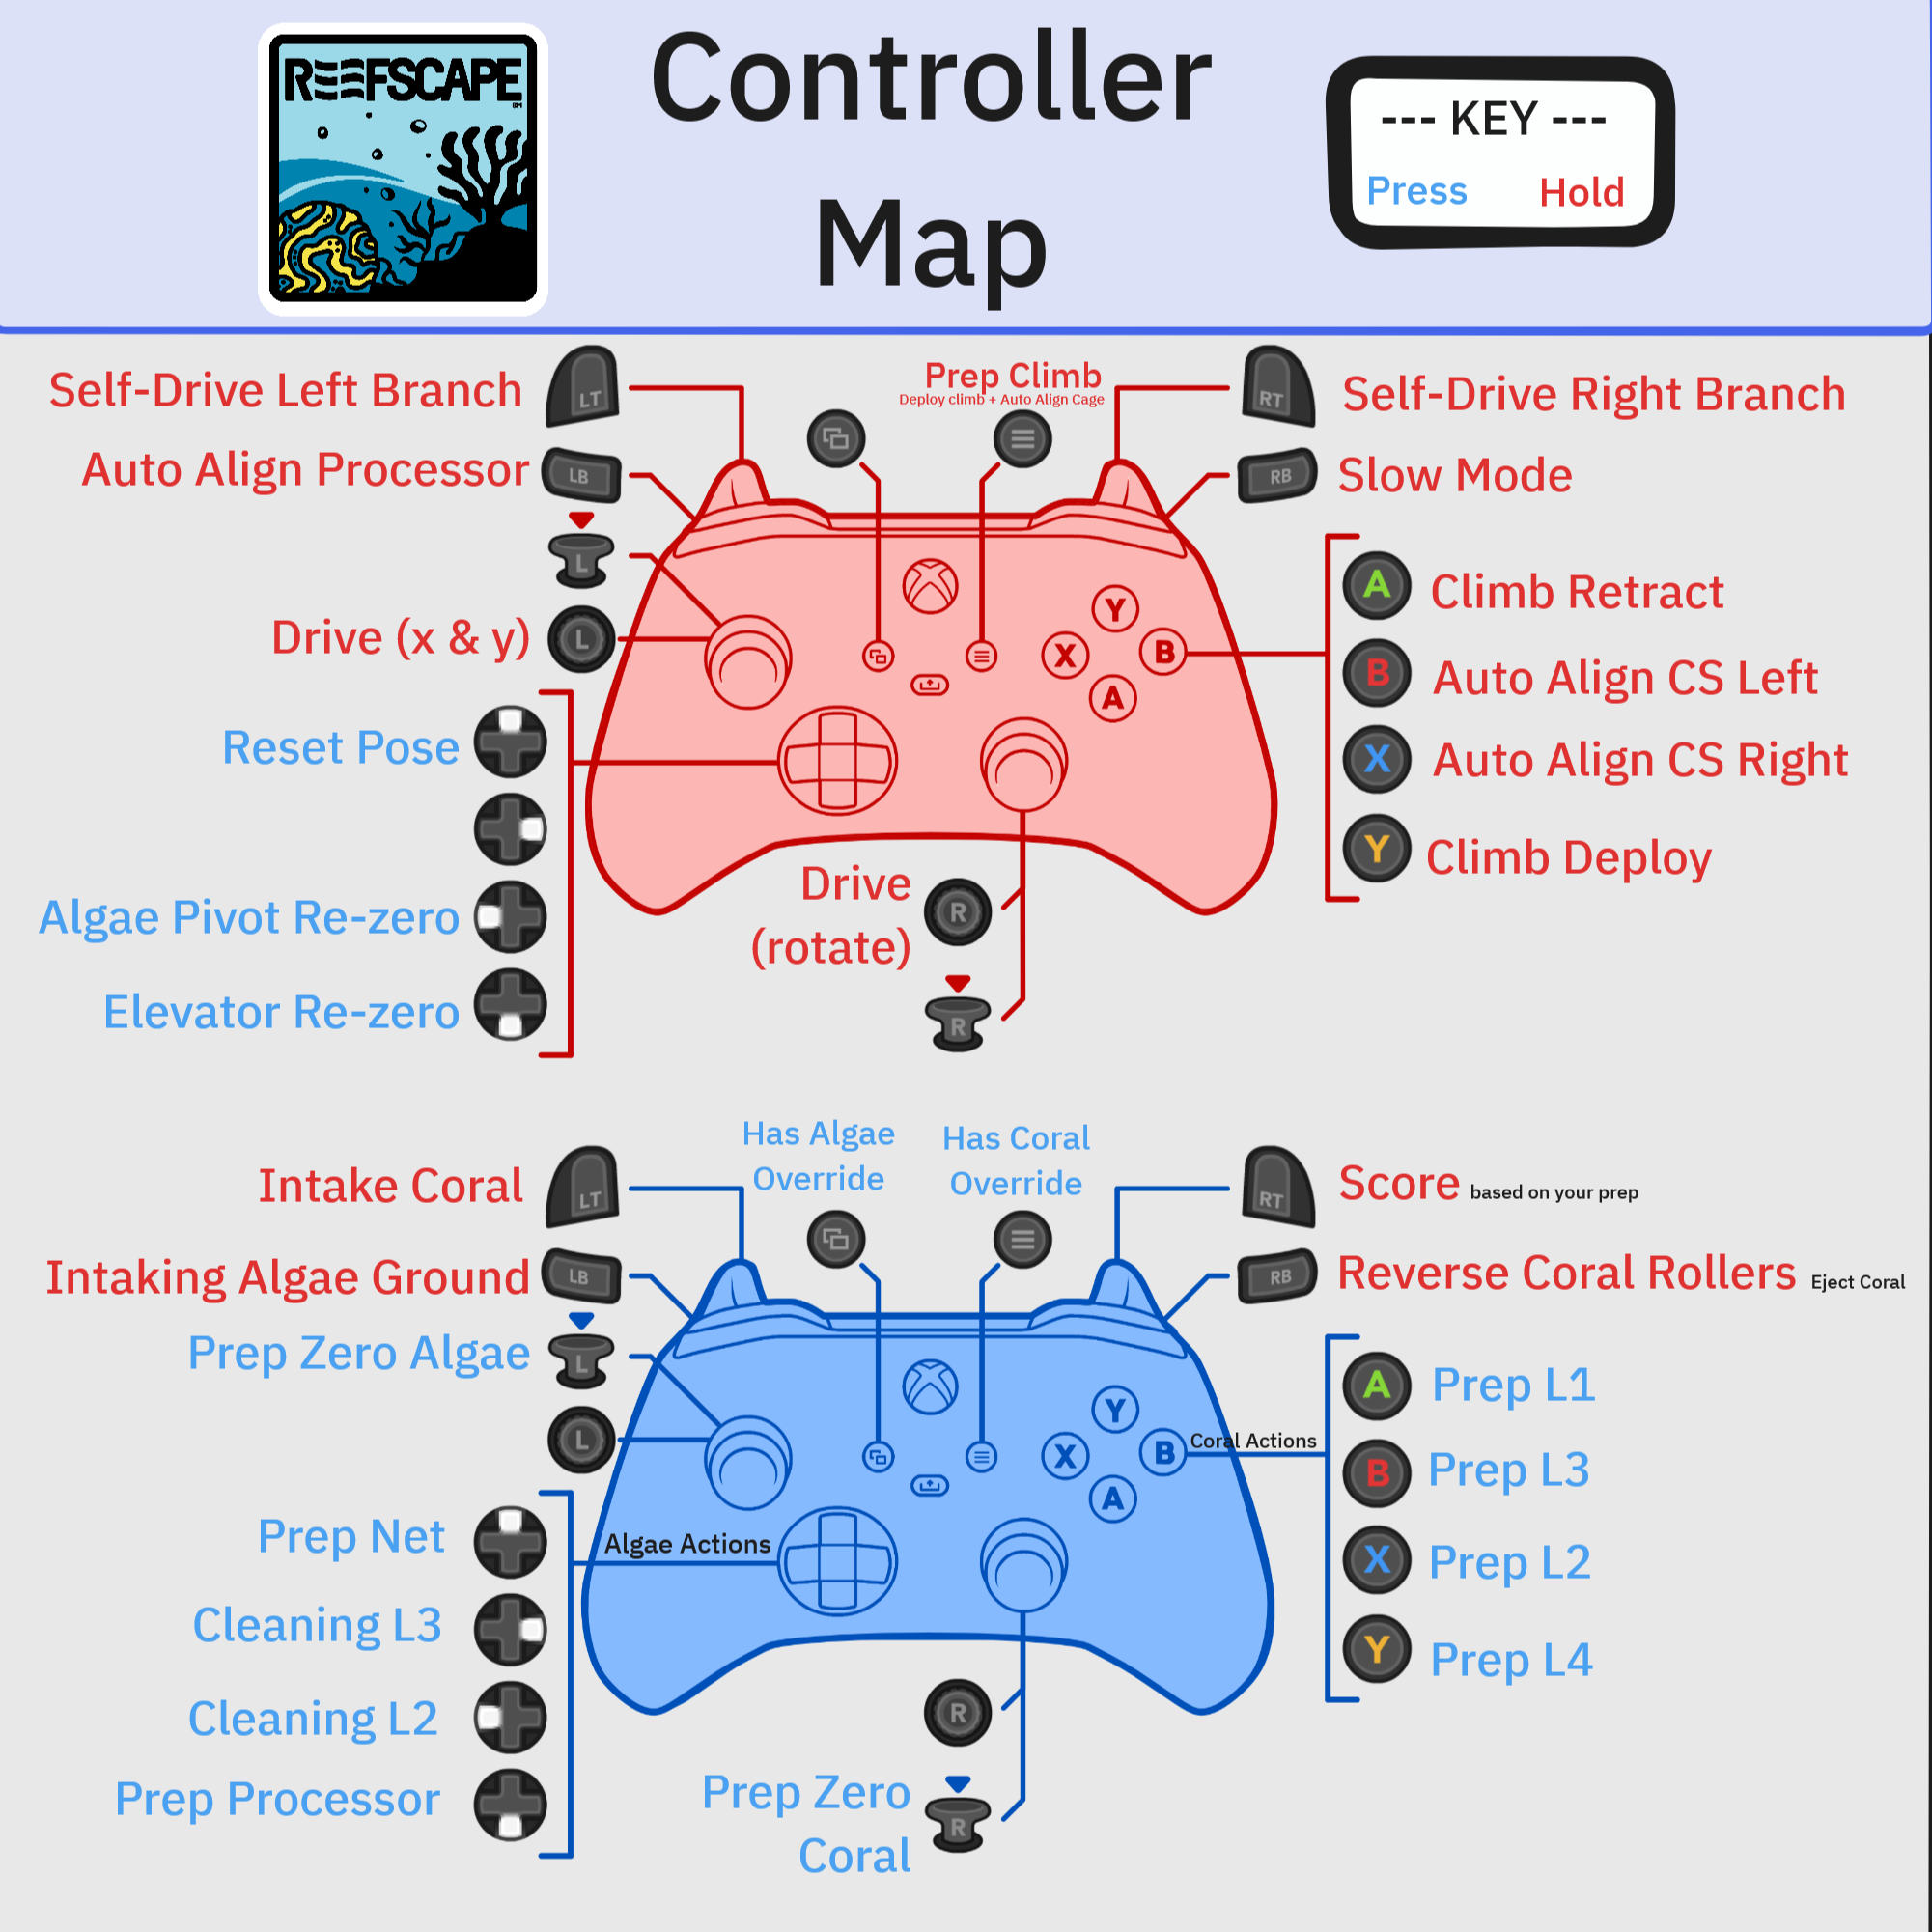 REEFSCAPE
Controller
Map
--- KEY ---
Press Hold
Self-Drive Left Branch
LT
Prep Climb
Deploy climb + Auto Align Cage
RT
Self-Drive Right Branch
Auto Align Processor
LB
RB
Slow Mode
L
Drive (x & y)
L
Y
X
B
A
A
Climb Retract
B
Auto Align CS Left
X
Auto Align CS Right
Y
Climb Deploy
Reset Pose
Algae Pivot Re-zero
Elevator Re-zero
Drive
(rotate)
R
R
Has Algae
Override
Has Coral
Override
Intake Coral
LT
RT
Score based on your prep
Intaking Algae Ground
LB
RB
Reverse Coral Rollers Eject Coral
Prep Zero Algae
L
L
Y
X
B
A
Coral Actions
A
Prep L1
B
Prep L3
X
Prep L2
Y
Prep L4
Algae Actions
Prep Net
Cleaning L3
Cleaning L2
Prep Processor
R
Prep Zero
Coral
R